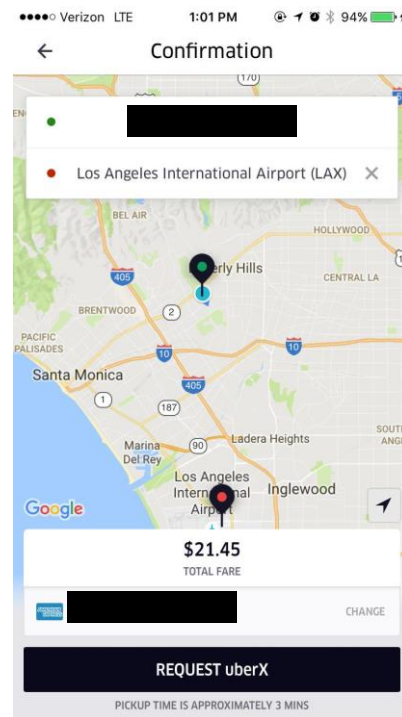 Verizon LTE 1:01 PM 94%
Confirmation
170
Los Angeles International Airport (LAX)
BEL AIR
HOLLYWOOD
405
erly Hills
CENTRAL LA
BRENTWOOD
2
PACIFIC
PALISADES
10
10
Santa Monica
405
1
187
Marina
Del Rey
90
Ladera Heights
Los Angeles
Inglewood
Google
$21.45
TOTAL FARE
CHANGE
REQUEST uberX
PICKUP TIME IS APPROXIMATELY 3 MINS